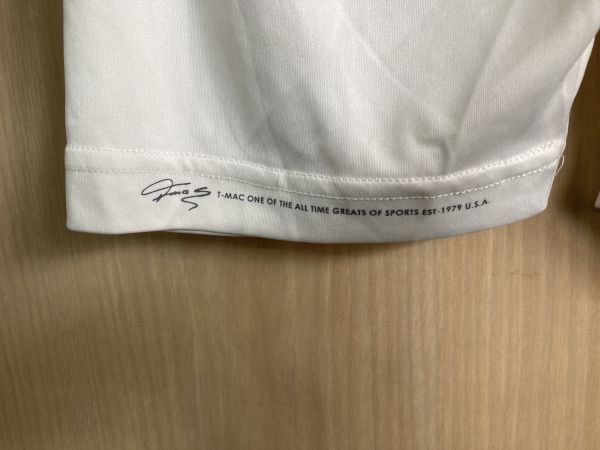 T-MAC ONE OF THE ALL TIME GREATS OF SPORTS EST-1979 U.S.A.